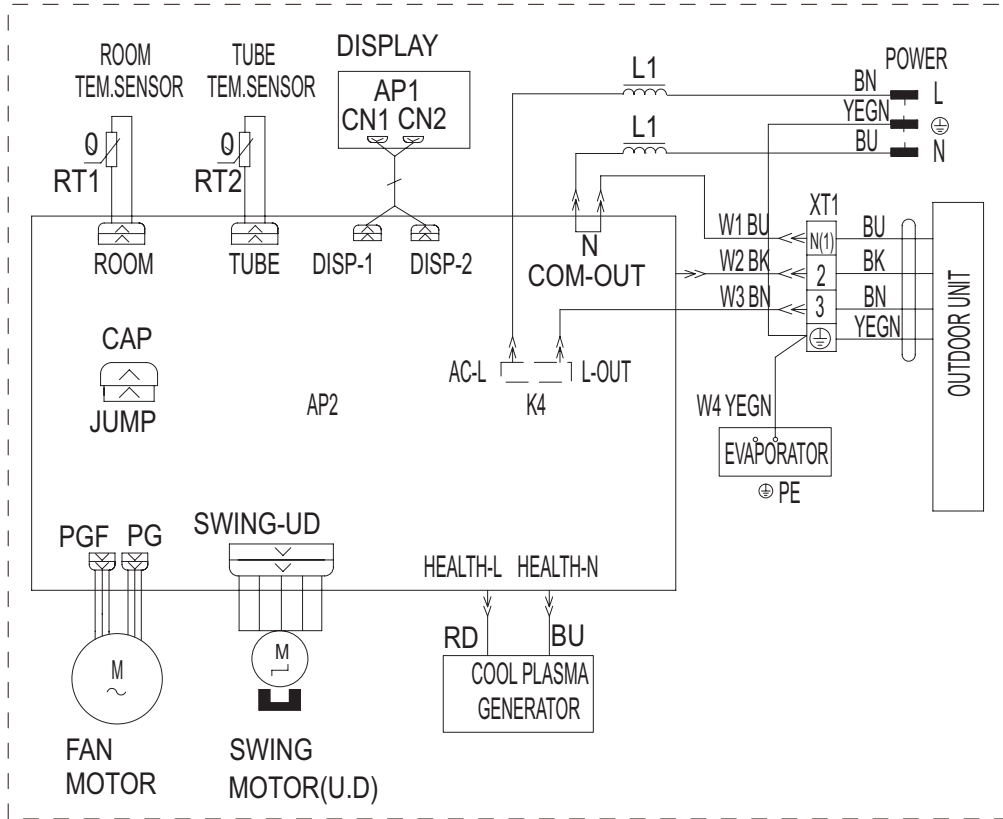 ROOM
TEM.SENSOR
TUBE
TEM.SENSOR
DISPLAY
AP1
CN1 CN2
L1
L1
POWER
BN
L
YEGN
BU
N
RT1
RT2
ROOM
TUBE
DISP-1
DISP-2
N
COM-OUT
XT1
W1 BU
N(1)
BU
W2 BK
2
BK
W3 BN
3
BN
YEGN
OUTDOOR UNIT
CAP
JUMP
AP2
AC-L
L-OUT
K4
W4 YEGN
EVAPORATOR
PE
PGF
PG
SWING-UD
HEALTH-L
HEALTH-N
RD
BU
M
M
COOL PLASMA
GENERATOR
FAN
MOTOR
SWING
MOTOR(U.D)